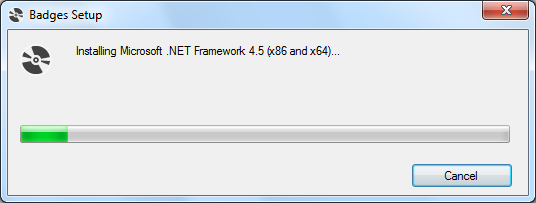 Badges Setup
Installing Microsoft .NET Framework 4.5 (x86 and x64)...
Cancel